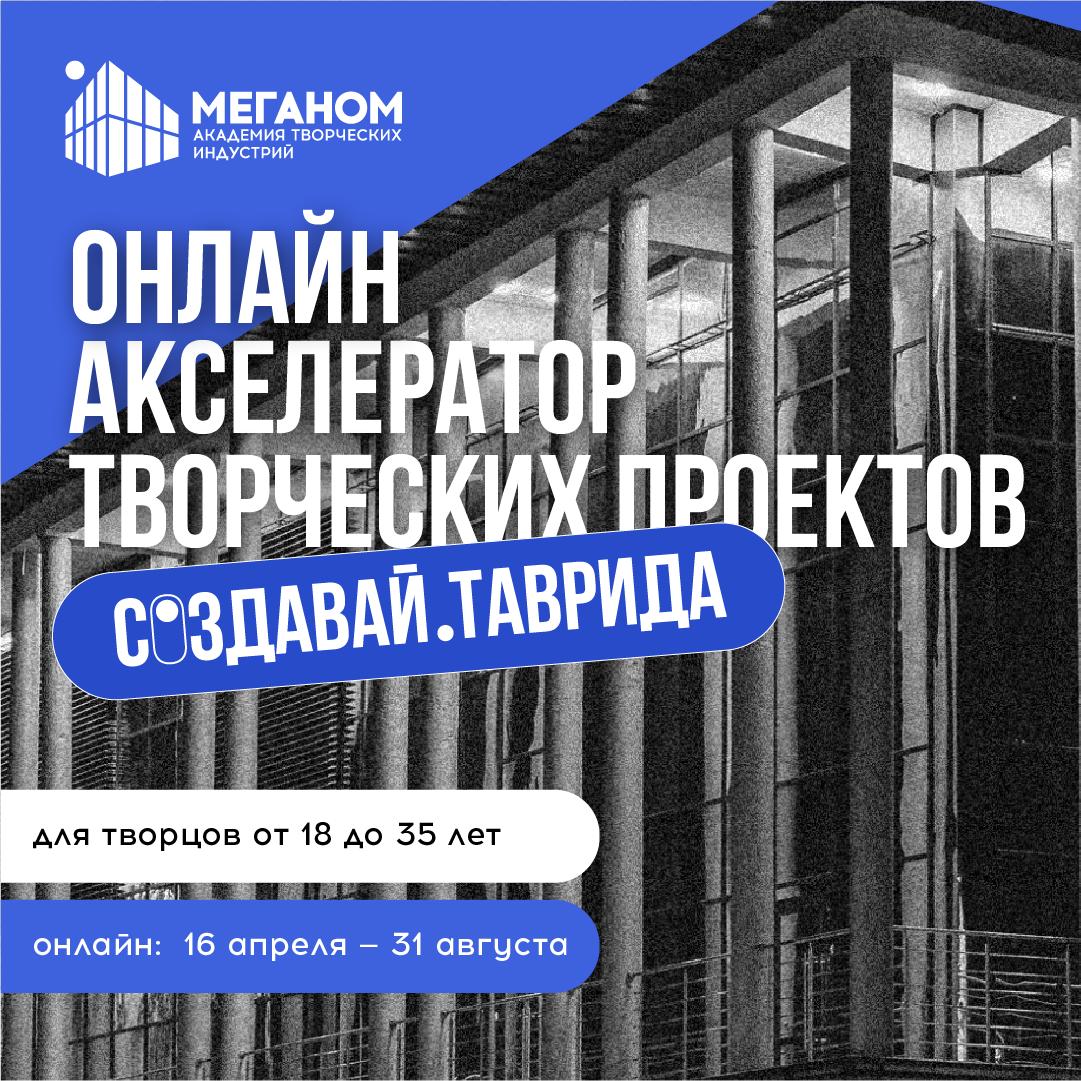 МЕГАНОМ
АКАДЕМИЯ ТВОРЧЕСКИХ
ИНДУСТРИЙ
ОНЛАЙН
АКСЕЛЕРАТОР
ТВОРЧЕСКИХ ПРОЕКТОВ
СОЗДАВАЙ.ТАВРИДА
для творцов от 18 до 35 лет
онлайн: 16 апреля – 31 августа